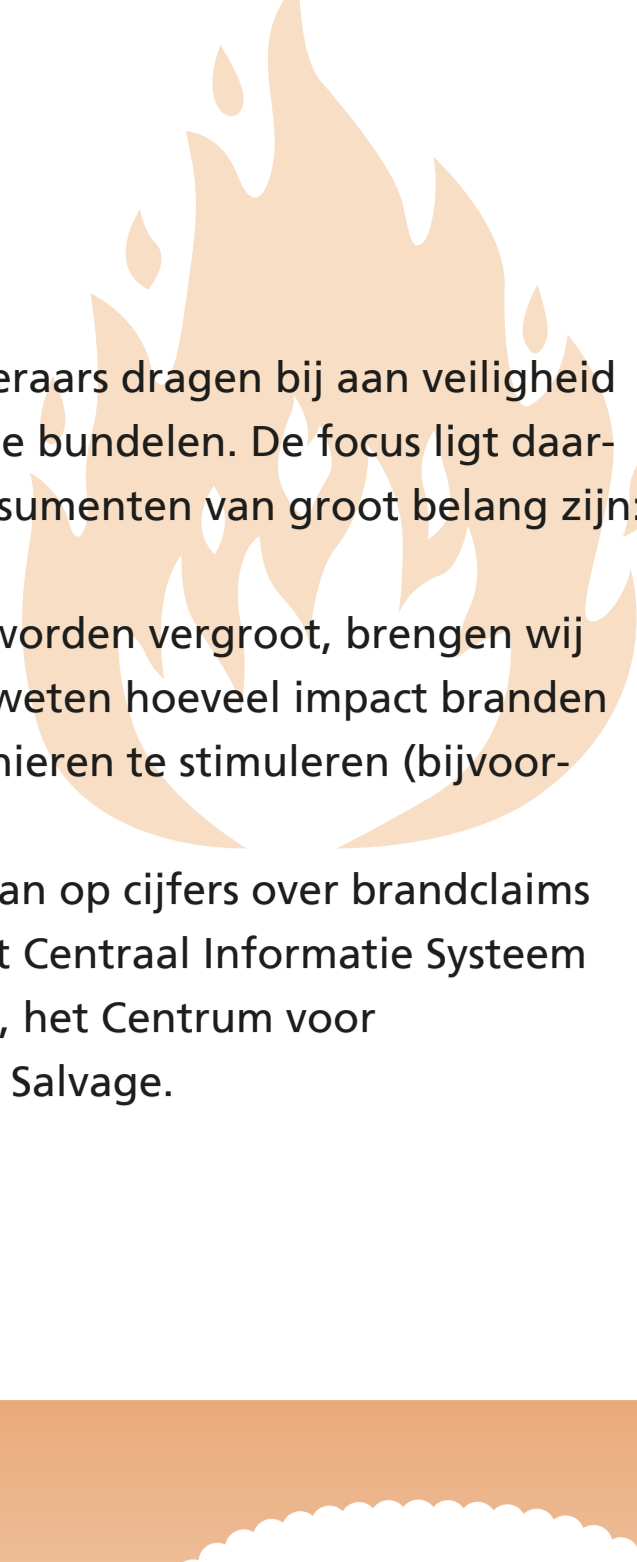 eraars dragen bij aan veiligheid
e bundelen. De focus ligt daar-
sumenten van groot belang zijn:
worden vergroot, brengen wij
weten hoeveel impact branden
nieren te stimuleren (bijvoor-
an op cijfers over brandclaims
t Centraal Informatie Systeem
, het Centrum voor
Salvage.